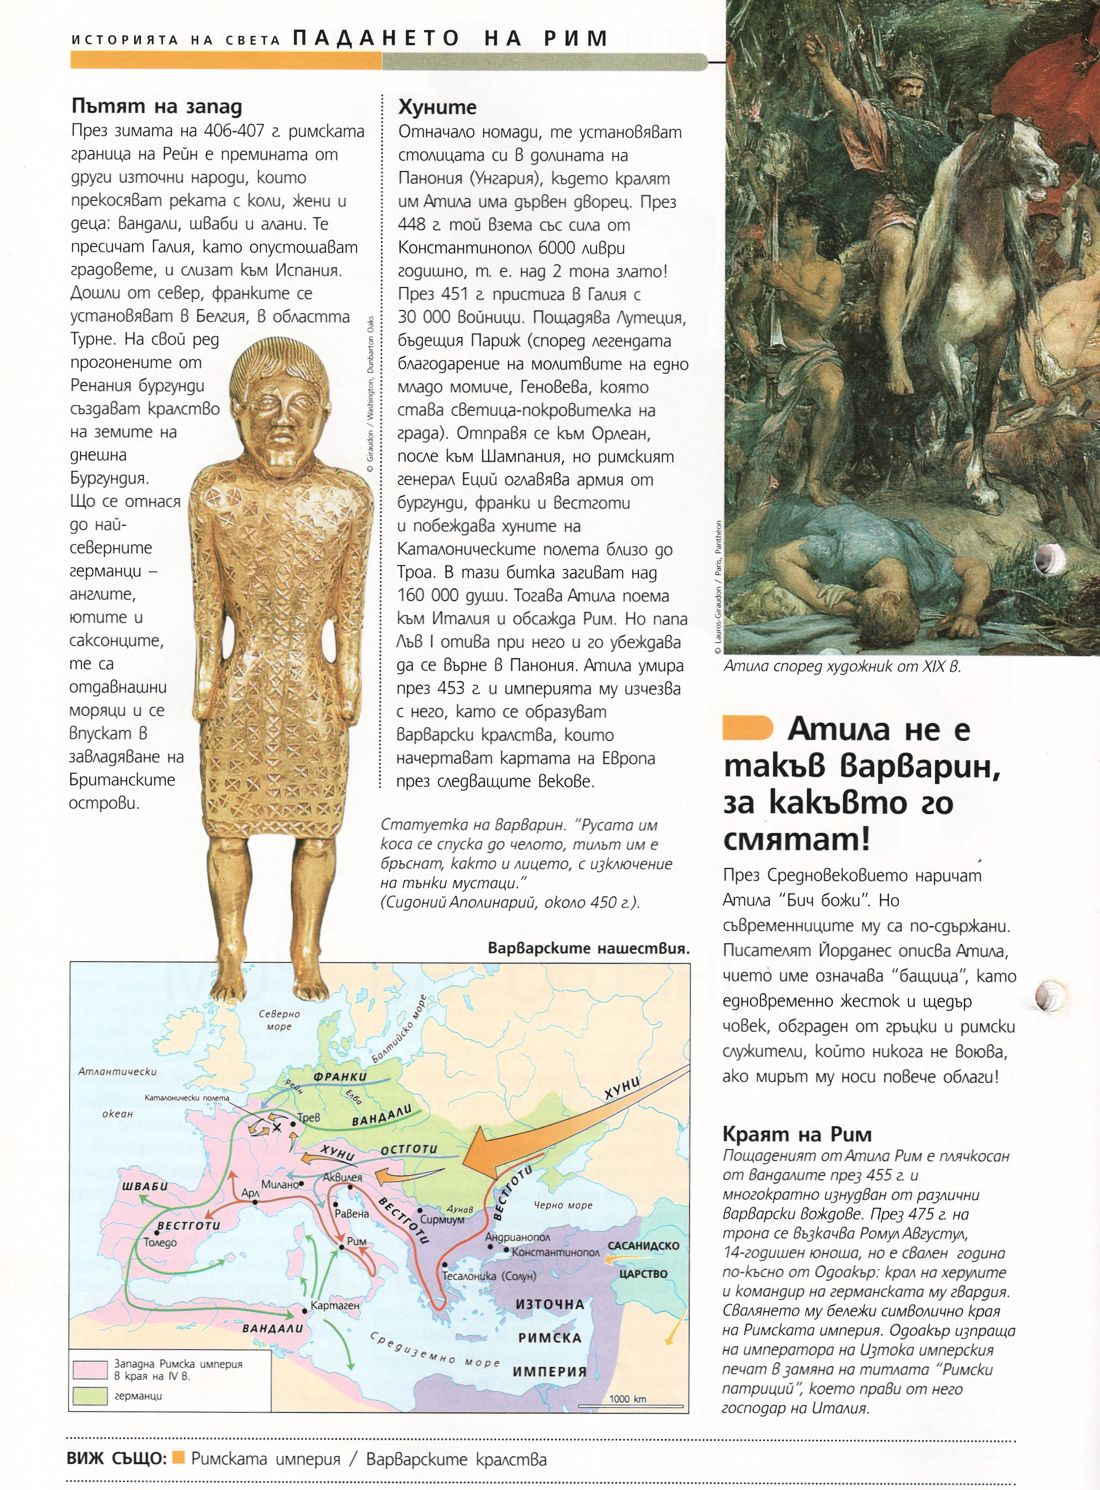 ИСТОРИЯТА НА СВЕТА ПАДАНЕТО НА РИМ
Пътят на запад
През зимата на 406-407 г. римската
граница на Рейн е премината от
други източни народи, които
прекосяват реката с коли, жени и
деца: вандали, шваби и алани. Те
пресичат Галия, като опустошават
градовете, и слизат към Испания.
Дошли от север, франките се
установяват в Белгия, в областта
Турне. На свой ред
прогонените от
Ренания бургунди
създават кралство
на земите на
днешна
Бургундия.
Що се отнася
до най-
северните
германци –
англите,
ютите и
саксонците,
те са
отдавнашни
моряци и се
впускат в
завладяване на
Британските
острови.
© Giraudon / Washington, Dunbarton Oaks
Хуните
Отначало номади, те установяват
столицата си в долината на
Панония (Унгария), където кралят
им Атила има дървен дворец. През
448 г. той взема със сила от
Константинопол 6000 ливри
годишно, т. е. над 2 тона злато!
През 451 г. пристига в Галия с
30 000 войници. Пощадява Лутеция,
бъдещия Париж (според легендата
благодарение на молитвите на едно
младо момиче, Геновева, която
става светица-покровителка на
града). Отправя се към Орлеан,
после към Шампания, но римският
генерал Еций оглавява армия от
бургунди, франки и вестготи
и побеждава хуните на
Каталоническите полета близо до
Троа. В тази битка загиват над
160 000 души. Тогава Атила поема
към Италия и обсажда Рим. Но папа
Лъв I отива при него и го убеждава
да се върне в Панония. Атила умира
през 453 г. и империята му изчезва
с него, като се образуват
варварски кралства, които
начертават картата на Европа
през следващите векове.
Статуетка на варварин. “Русата им
коса се спуска до челото, тилът им е
бръснат, както и лицето, с изключение
на тънки мустаци.”
(Сидоний Аполинарий, около 450 г.).
© Lauros-Giraudon / Paris, Panthéon
Атила според художник от XIX в.
Атила не е
такъв варварин,
за какъвто го
смятат!
През Средновековието наричат
Атила “Бич божи”. Но
съвременниците му са по-сдържани.
Писателят Йорданес описва Атила,
чието име означава “бащица”, като
едновременно жесток и щедър
човек, обграден от гръцки и римски
служители, който никога не воюва,
ако мирът му носи повече облаги!
Краят на Рим
Пощаденият от Атила Рим е плячкосан
от вандалите през 455 г. и
многократно изнудван от различни
варварски вождове. През 475 г. на
трона се възкачва Ромул Августул,
14-годишен юноша, но е свален година
по-късно от Одоакър: крал на херулите
и командир на германската му гвардия.
Свалянето му бележи символично края
на Римската империя. Одоакър изпраща
на императора на Изтока имперския
печат в замяна на титлата “Римски
патриций”, което прави от него
господар на Италия.
Варварските нашествия.
Северно
море
Балтийско море
Атлантически
океан
ФРАНКИ
Рейн
Елба
Каталонически полета
Трев
ВАНДАЛИ
ХУНИ
ХУНИ
ОСТГОТИ
ШВАБИ
Милано
Аквилея
Арл
Равена
ВЕСТГОТИ
ВЕСТГОТИ
ВЕСТГОТИ
Дунав
Сирмиум
Черно море
Толедо
Рим
Андрианопол
Константинопол
САСАНИДСКО
ЦАРСТВО
Тесалоника (Солун)
Картаген
ВАНДАЛИ
ИЗТОЧНА
РИМСКА
ИМПЕРИЯ
Средиземно море
Западна Римска империя
в края на IV в.
германци
1000 km
ВИЖ СЪЩО: Римската империя / Варварските кралства